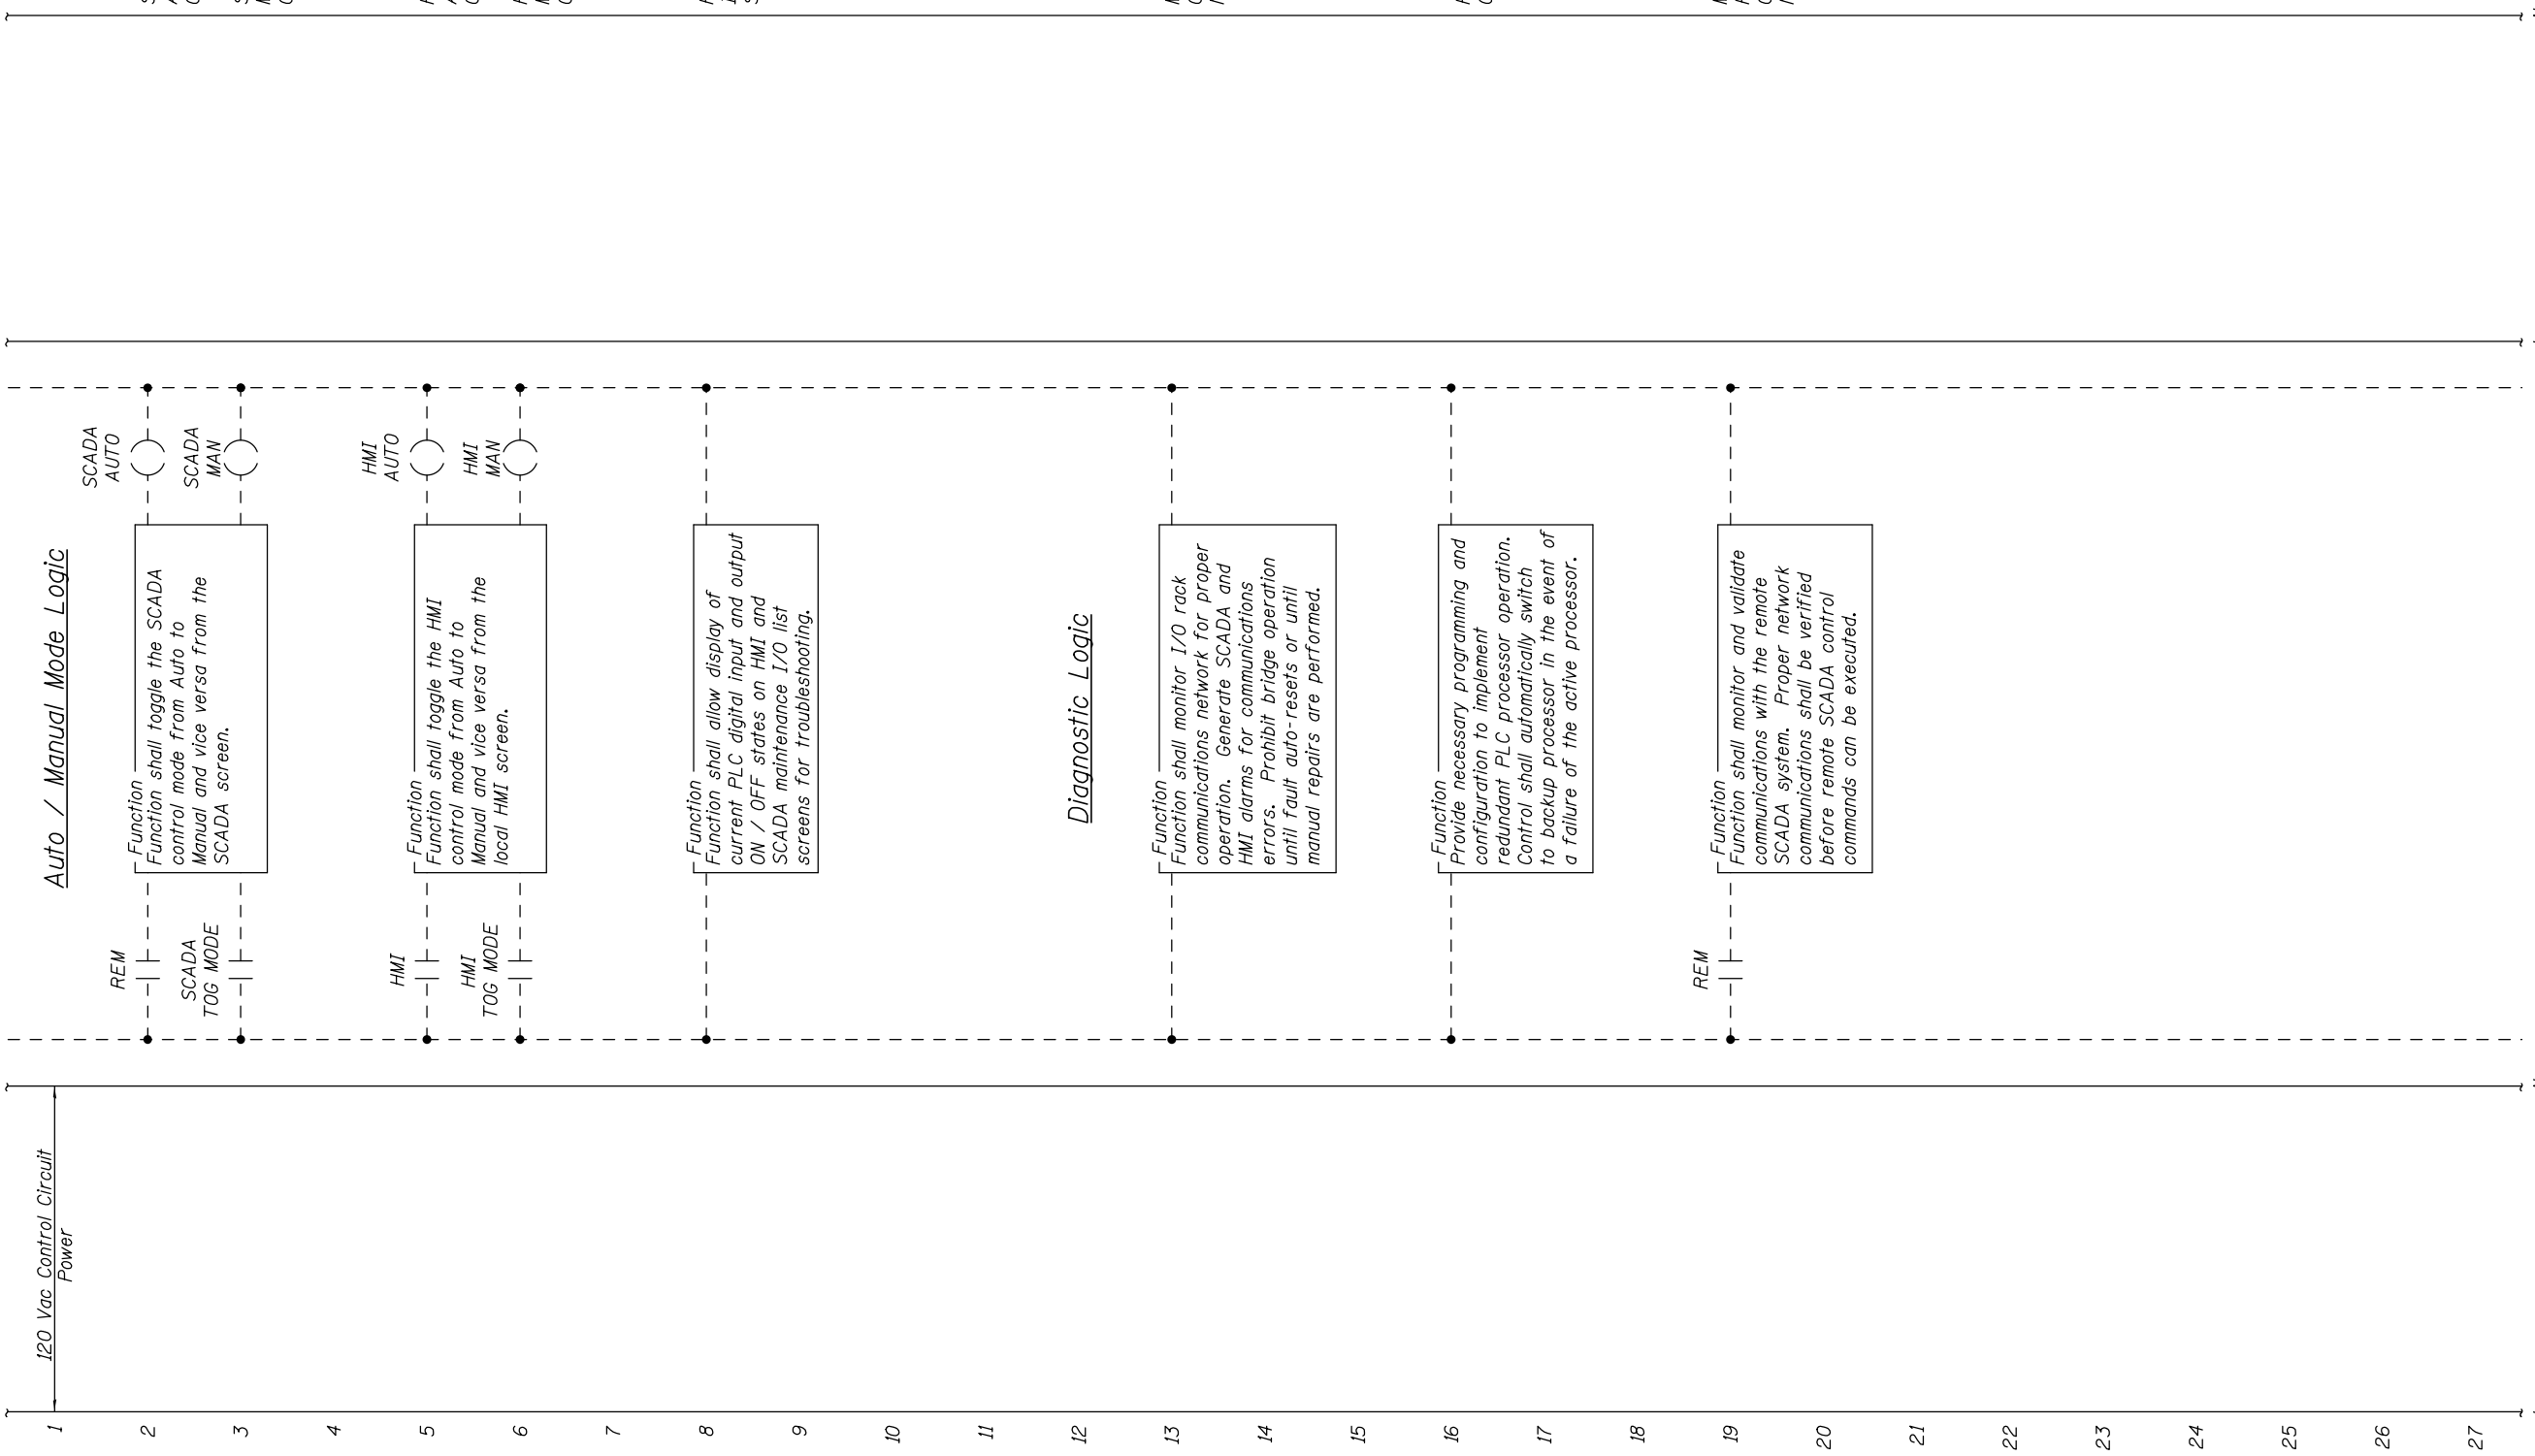 1
120 Vac Control Circuit
Power
Auto / Manual Mode Logic
2
REM
Function
Function shall toggle the SCADA
control mode from Auto to
Manual and vice versa from the
SCADA screen.
SCADA
AUTO
3
SCADA
TOG MODE
SCADA
MAN
4
5
HMI
Function
Function shall toggle the HMI
control mode from Auto to
Manual and vice versa from the
local HMI screen.
HMI
AUTO
6
HMI
TOG MODE
HMI
MAN
7
8
Function
Function shall allow display of
current PLC digital input and output
ON / OFF states on HMI and
SCADA maintenance I/O list
screens for troubleshooting.
9
10
11
12
Diagnostic Logic
13
Function
Function shall monitor I/O rack
communications network for proper
operation. Generate SCADA and
HMI alarms for communications
errors. Prohibit bridge operation
until fault auto-resets or until
manual repairs are performed.
14
15
16
Function
Provide necessary programming and
configuration to implement
redundant PLC processor operation.
Control shall automatically switch
to backup processor in the event of
a failure of the active processor.
17
18
19
REM
Function
Function shall monitor and validate
communications with the remote
SCADA system. Proper network
communications shall be verified
before remote SCADA control
commands can be executed.
20
21
22
23
24
25
26
27